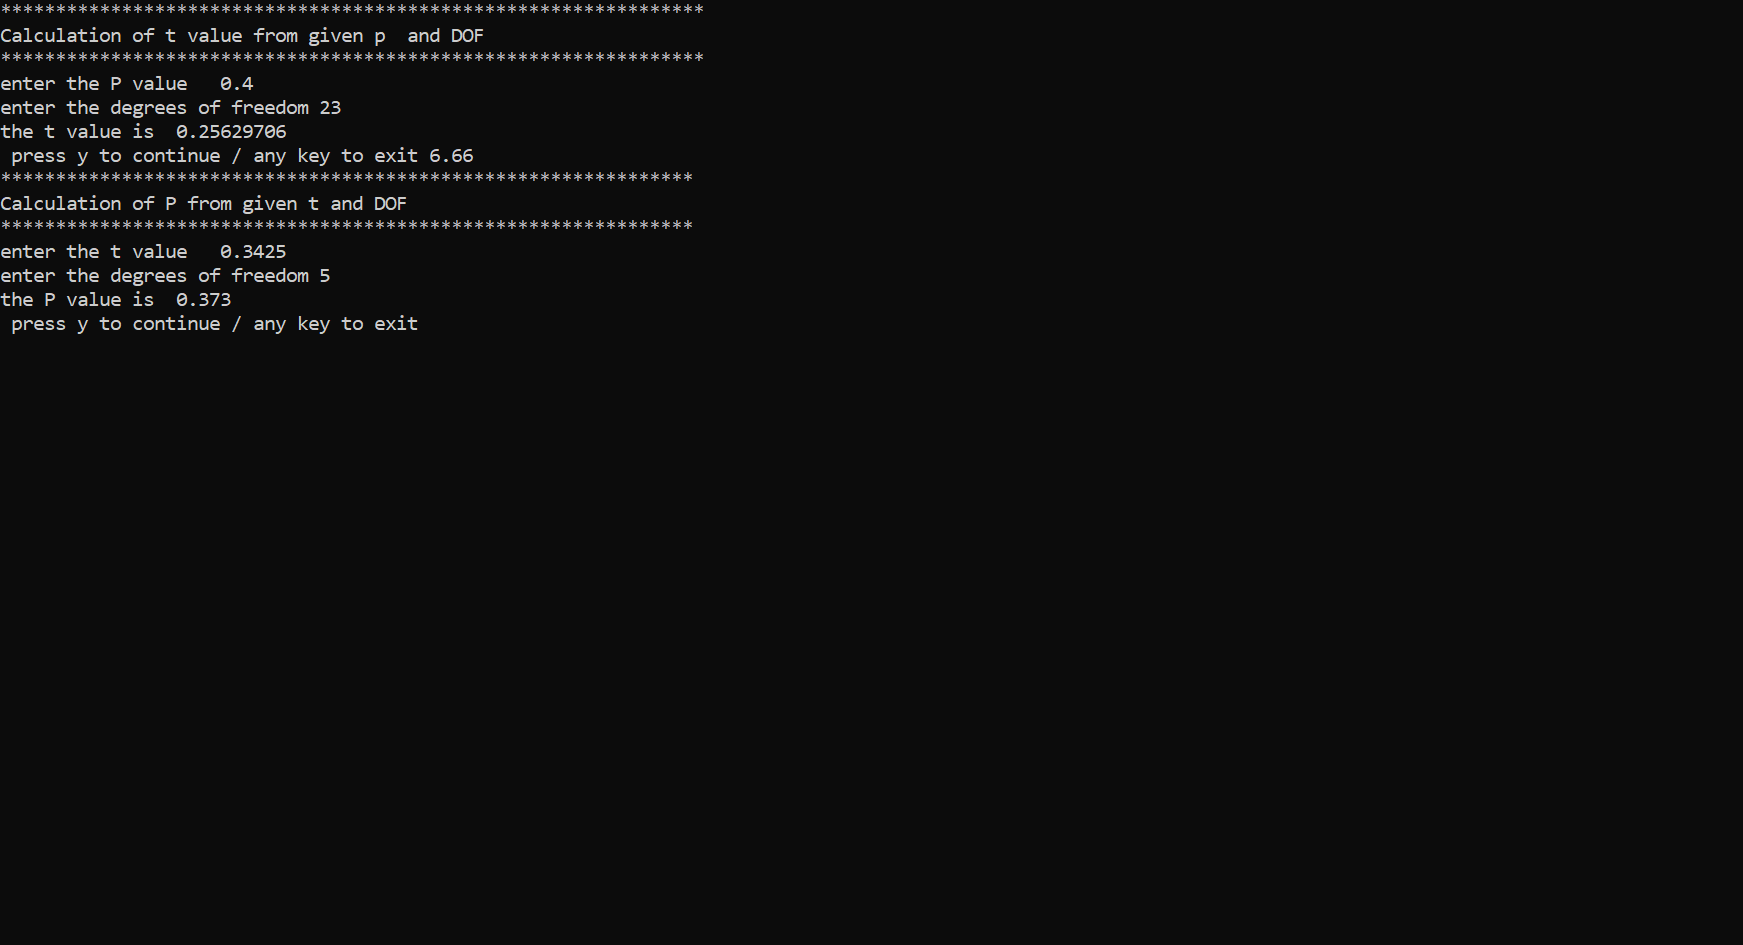 ****************************************************************
Calculation of t value from given p  and DOF
****************************************************************
enter the P value   0.4
enter the degrees of freedom 23
the t value is  0.25629706
 press y to continue / any key to exit 6.66
***************************************************************
Calculation of P from given t and DOF
***************************************************************
enter the t value   0.3425
enter the degrees of freedom 5
the P value is  0.373
 press y to continue / any key to exit